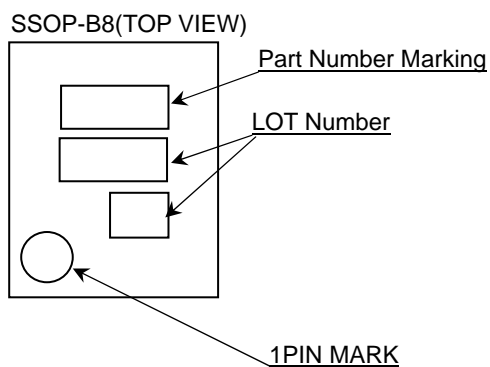 SSOP-B8(TOP VIEW)
Part Number Marking
LOT Number
1PIN MARK